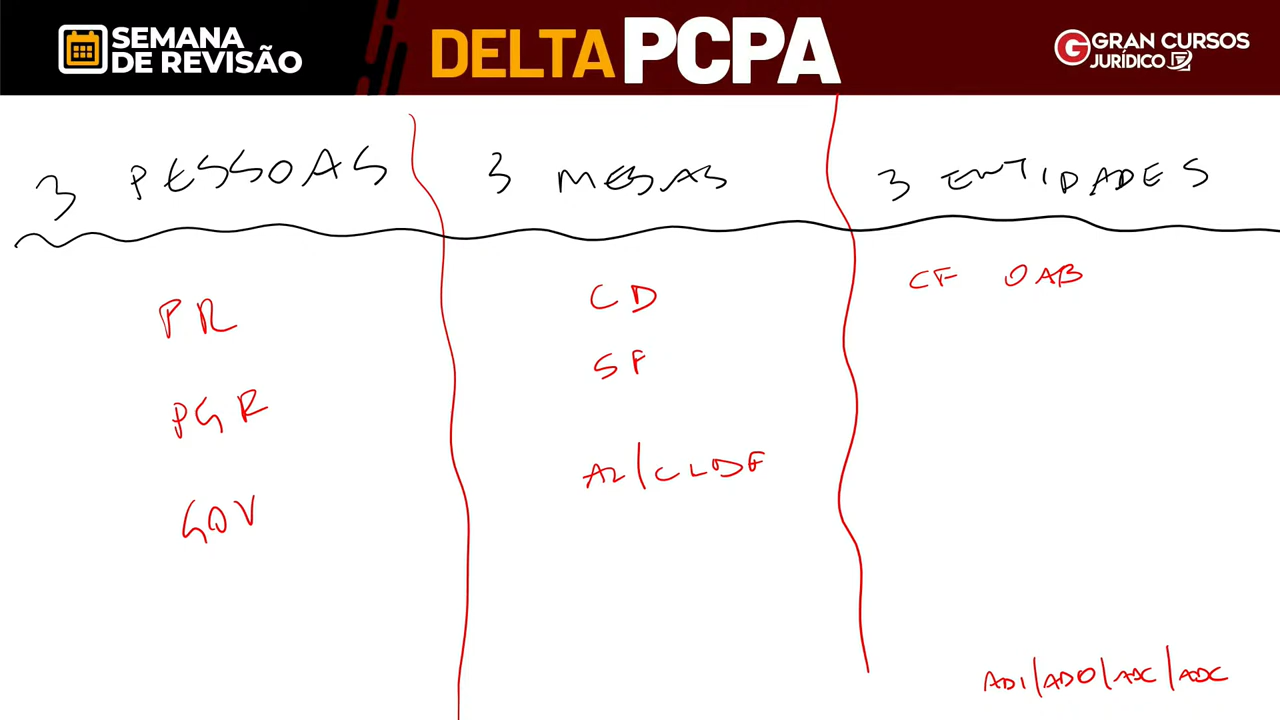 SEMANA
DE REVISÃO
DELTA PCPA
GRAN CURSOS
JURÍDICO
3 PESSOAS
3 MESAS
3 ENTIDADES
PR
PGR
GOV
CD
SF
AL/CLDF
CF OAB
ADI/ADO/ADC/ADC